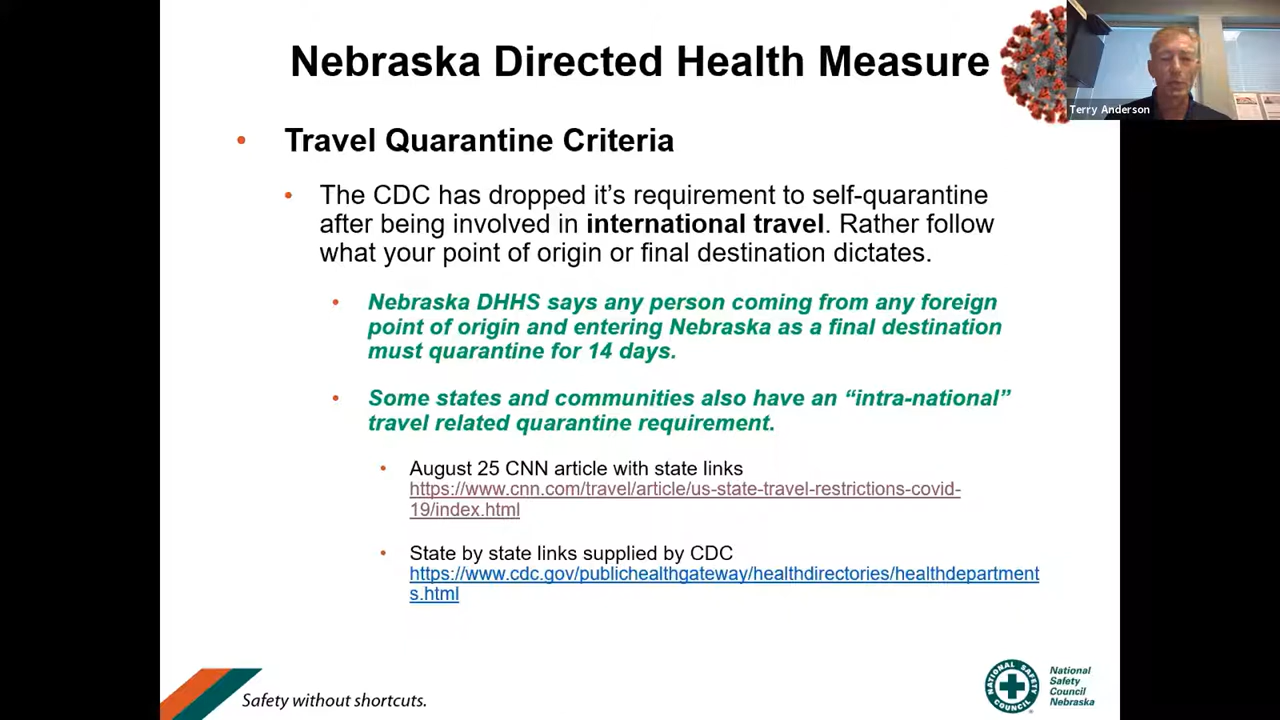 Nebraska Directed Health Measure
Terry Anderson
• Travel Quarantine Criteria
• The CDC has dropped it’s requirement to self-quarantine
after being involved in international travel. Rather follow
what your point of origin or final destination dictates.
• Nebraska DHHS says any person coming from any foreign
point of origin and entering Nebraska as a final destination
must quarantine for 14 days.
• Some states and communities also have an “intra-national”
travel related quarantine requirement.
• August 25 CNN article with state links
https://www.cnn.com/travel/article/us-state-travel-restrictions-covid-
19/index.html
• State by state links supplied by CDC
https://www.cdc.gov/publichealthgateway/healthdirectories/healthdepartment
s.html
Safety without shortcuts.
NATIONAL SAFETY COUNCIL
National
Safety
Council
Nebraska